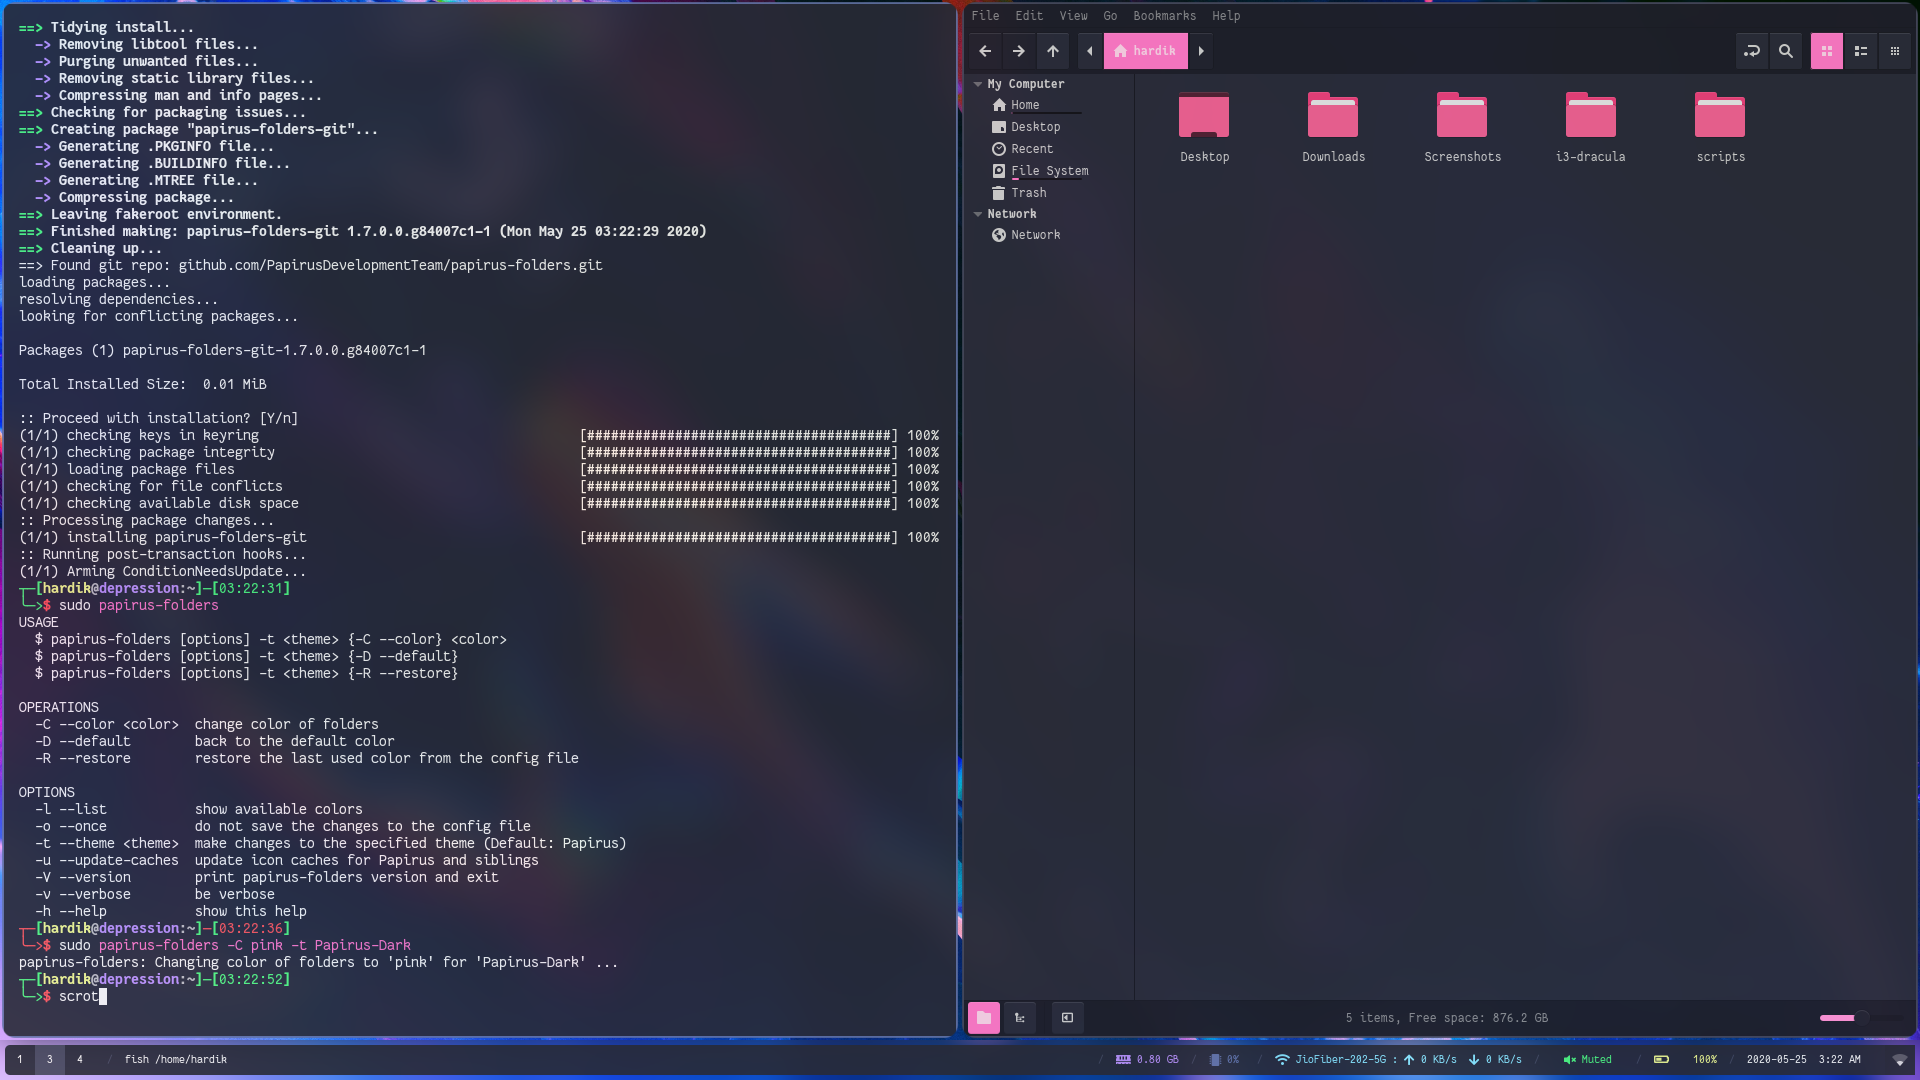 ==> Tidying install...
-> Removing libtool files...
-> Purging unwanted files...
-> Removing static library files...
-> Compressing man and info pages...
==> Checking for packaging issues...
==> Creating package "papirus-folders-git"...
-> Generating .PKGINFO file...
-> Generating .BUILDINFO file...
-> Generating .MTREE file...
-> Compressing package...
==> Leaving fakeroot environment.
==> Finished making: papirus-folders-git 1.7.0.0.g84007c1-1 (Mon May 25 03:22:29 2020)
==> Cleaning up...
==> Found git repo: github.com/PapirusDevelopmentTeam/papirus-folders.git
loading packages...
resolving dependencies...
looking for conflicting packages...
Packages (1) papirus-folders-git-1.7.0.0.g84007c1-1
Total Installed Size:  0.01 MiB
:: Proceed with installation? [Y/n]
(1/1) checking keys in keyring [######################################] 100%
(1/1) checking package integrity [######################################] 100%
(1/1) loading package files [######################################] 100%
(1/1) checking for file conflicts [######################################] 100%
(1/1) checking available disk space [######################################] 100%
:: Processing package changes...
(1/1) installing papirus-folders-git [######################################] 100%
:: Running post-transaction hooks...
(1/1) Arming ConditionNeedsUpdate...
┬─[hardik@depression:~]─[03:22:31]
╰─>$ sudo papirus-folders
USAGE
$ papirus-folders [options] -t <theme> {-C --color} <color>
$ papirus-folders [options] -t <theme> {-D --default}
$ papirus-folders [options] -t <theme> {-R --restore}
OPERATIONS
-C --color <color>  change color of folders
-D --default        back to the default color
-R --restore        restore the last used color from the config file
OPTIONS
-l --list           show available colors
-o --once           do not save the changes to the config file
-t --theme <theme>  make changes to the specified theme (Default: Papirus)
-u --update-caches  update icon caches for Papirus and siblings
-V --version        print papirus-folders version and exit
-v --verbose        be verbose
-h --help           show this help
┬─[hardik@depression:~]─[03:22:36]
╰─>$ sudo papirus-folders -C pink -t Papirus-Dark
papirus-folders: Changing color of folders to 'pink' for 'Papirus-Dark' ...
┬─[hardik@depression:~]─[03:22:52]
╰─>$ scrot
File Edit View Go Bookmarks Help
hardik
My Computer
Home
Desktop
Recent
File System
Trash
Network
Network
Desktop Downloads Screenshots i3-dracula scripts
5 items, Free space: 876.2 GB
1 3 4 / fish /home/hardik
/ 0.80 GB / 0% / JioFiber-202-5G : 0 KB/s 0 KB/s / Muted / 100% / 2020-05-25 3:22 AM